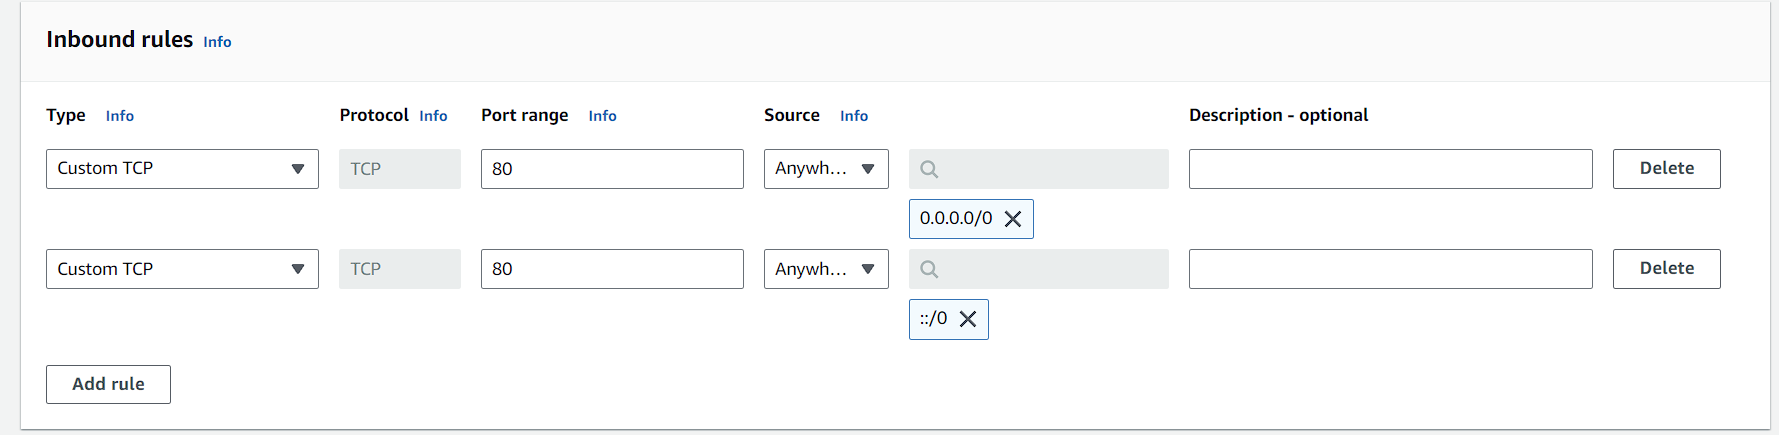 Inbound rules Info
Type Info Protocol Info Port range Info Source Info Description - optional
Custom TCP TCP 80 Anywh... Delete
0.0.0.0/0
Custom TCP TCP 80 Anywh... Delete
::/0
Add rule